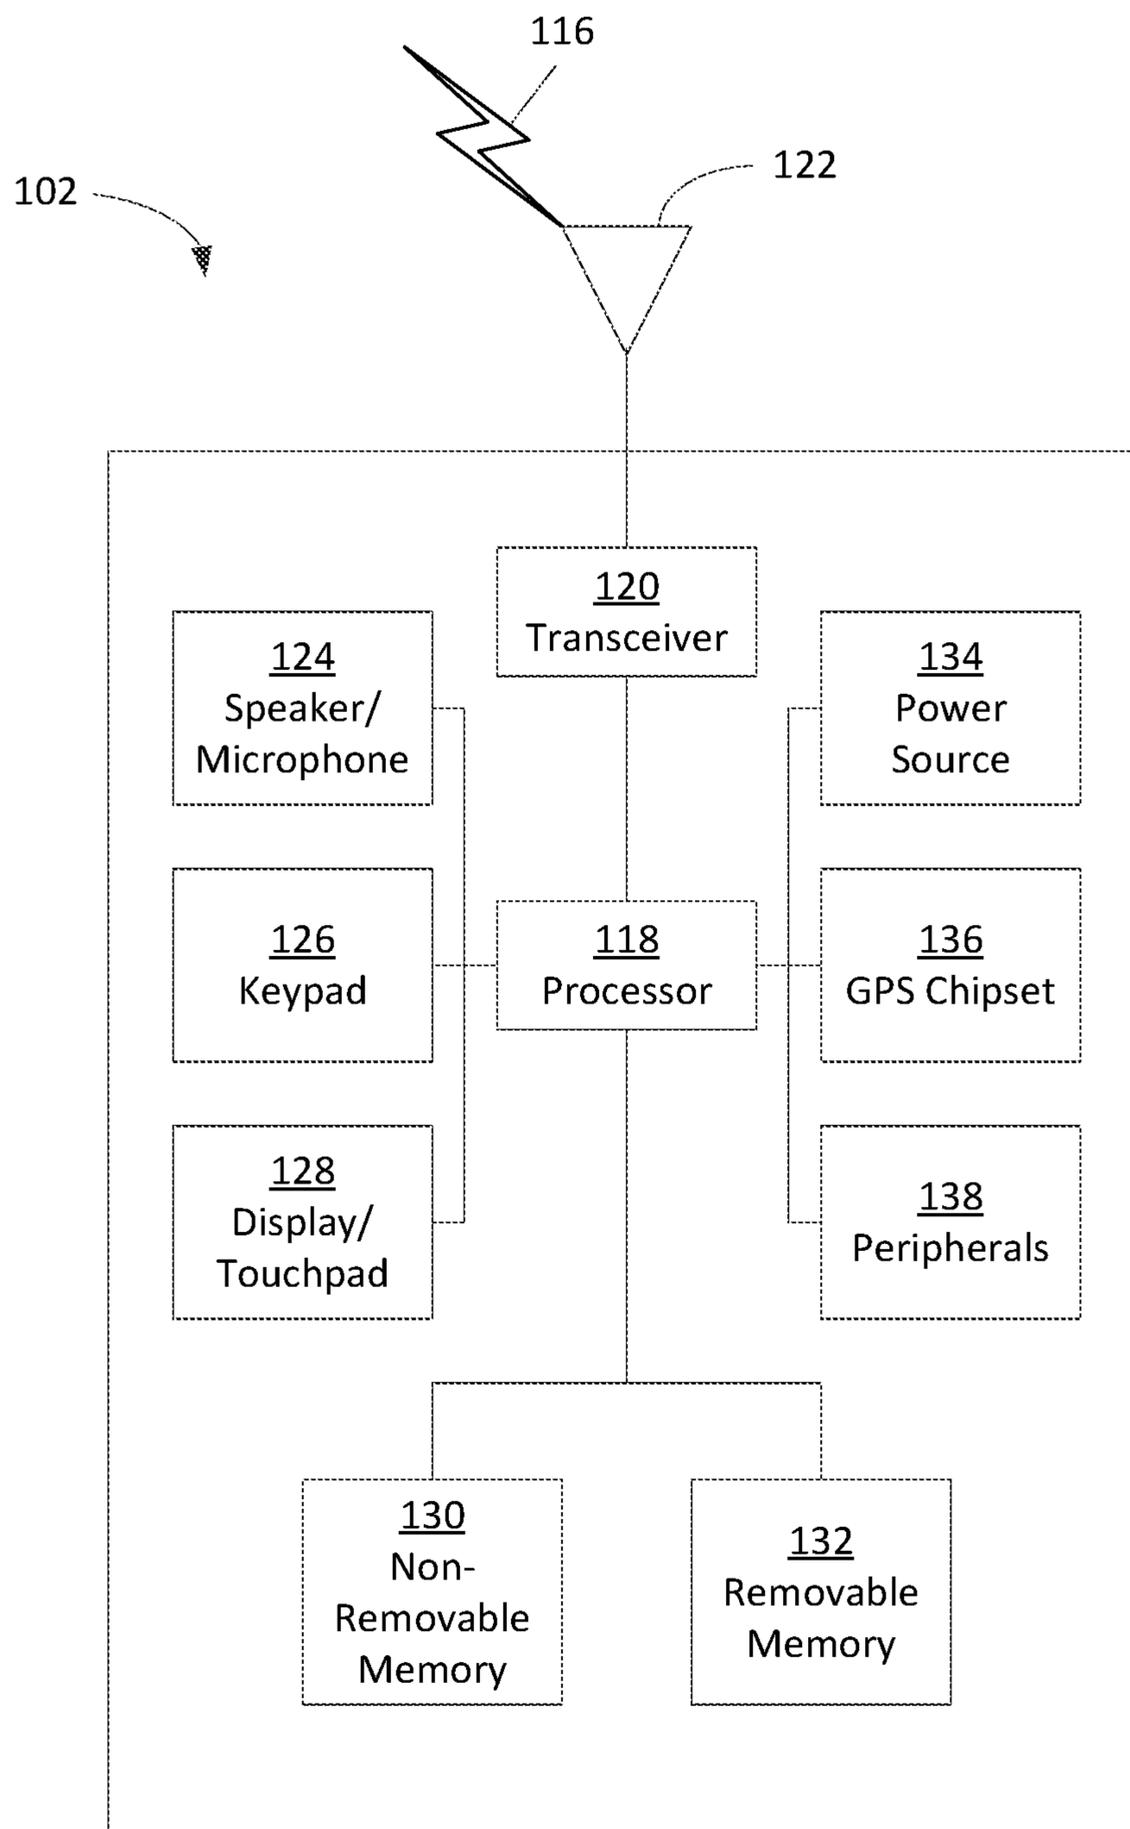 116
122
102
120
Transceiver
124
Speaker/
Microphone
134
Power
Source
126
Keypad
118
Processor
136
GPS Chipset
128
Display/
Touchpad
138
Peripherals
130
Non-
Removable
Memory
132
Removable
Memory